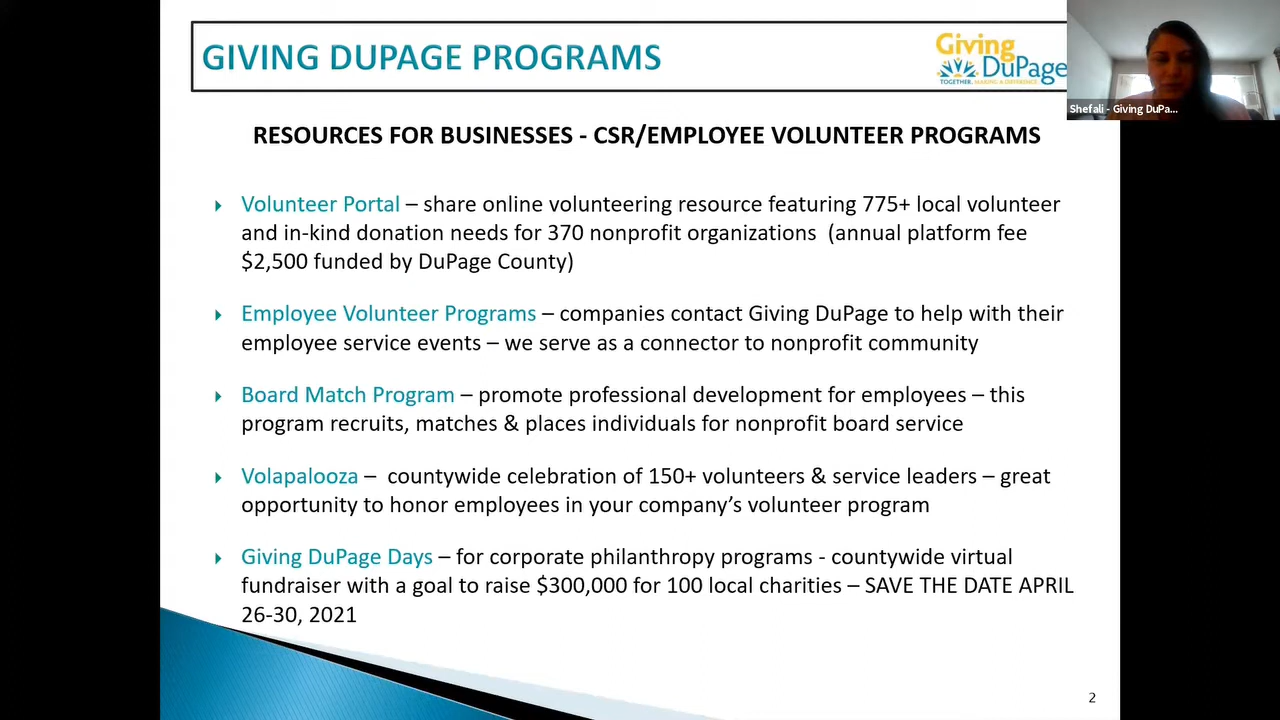 GIVING DUPAGE PROGRAMS
Giving
DuPage
TOGETHER. MAKING A DIFFERENCE
Shefali - Giving DuPa...
RESOURCES FOR BUSINESSES - CSR/EMPLOYEE VOLUNTEER PROGRAMS
Volunteer Portal – share online volunteering resource featuring 775+ local volunteer
and in-kind donation needs for 370 nonprofit organizations (annual platform fee
$2,500 funded by DuPage County)
Employee Volunteer Programs – companies contact Giving DuPage to help with their
employee service events – we serve as a connector to nonprofit community
Board Match Program – promote professional development for employees – this
program recruits, matches & places individuals for nonprofit board service
Volapalooza – countywide celebration of 150+ volunteers & service leaders – great
opportunity to honor employees in your company's volunteer program
Giving DuPage Days – for corporate philanthropy programs - countywide virtual
fundraiser with a goal to raise $300,000 for 100 local charities – SAVE THE DATE APRIL
26-30, 2021
2